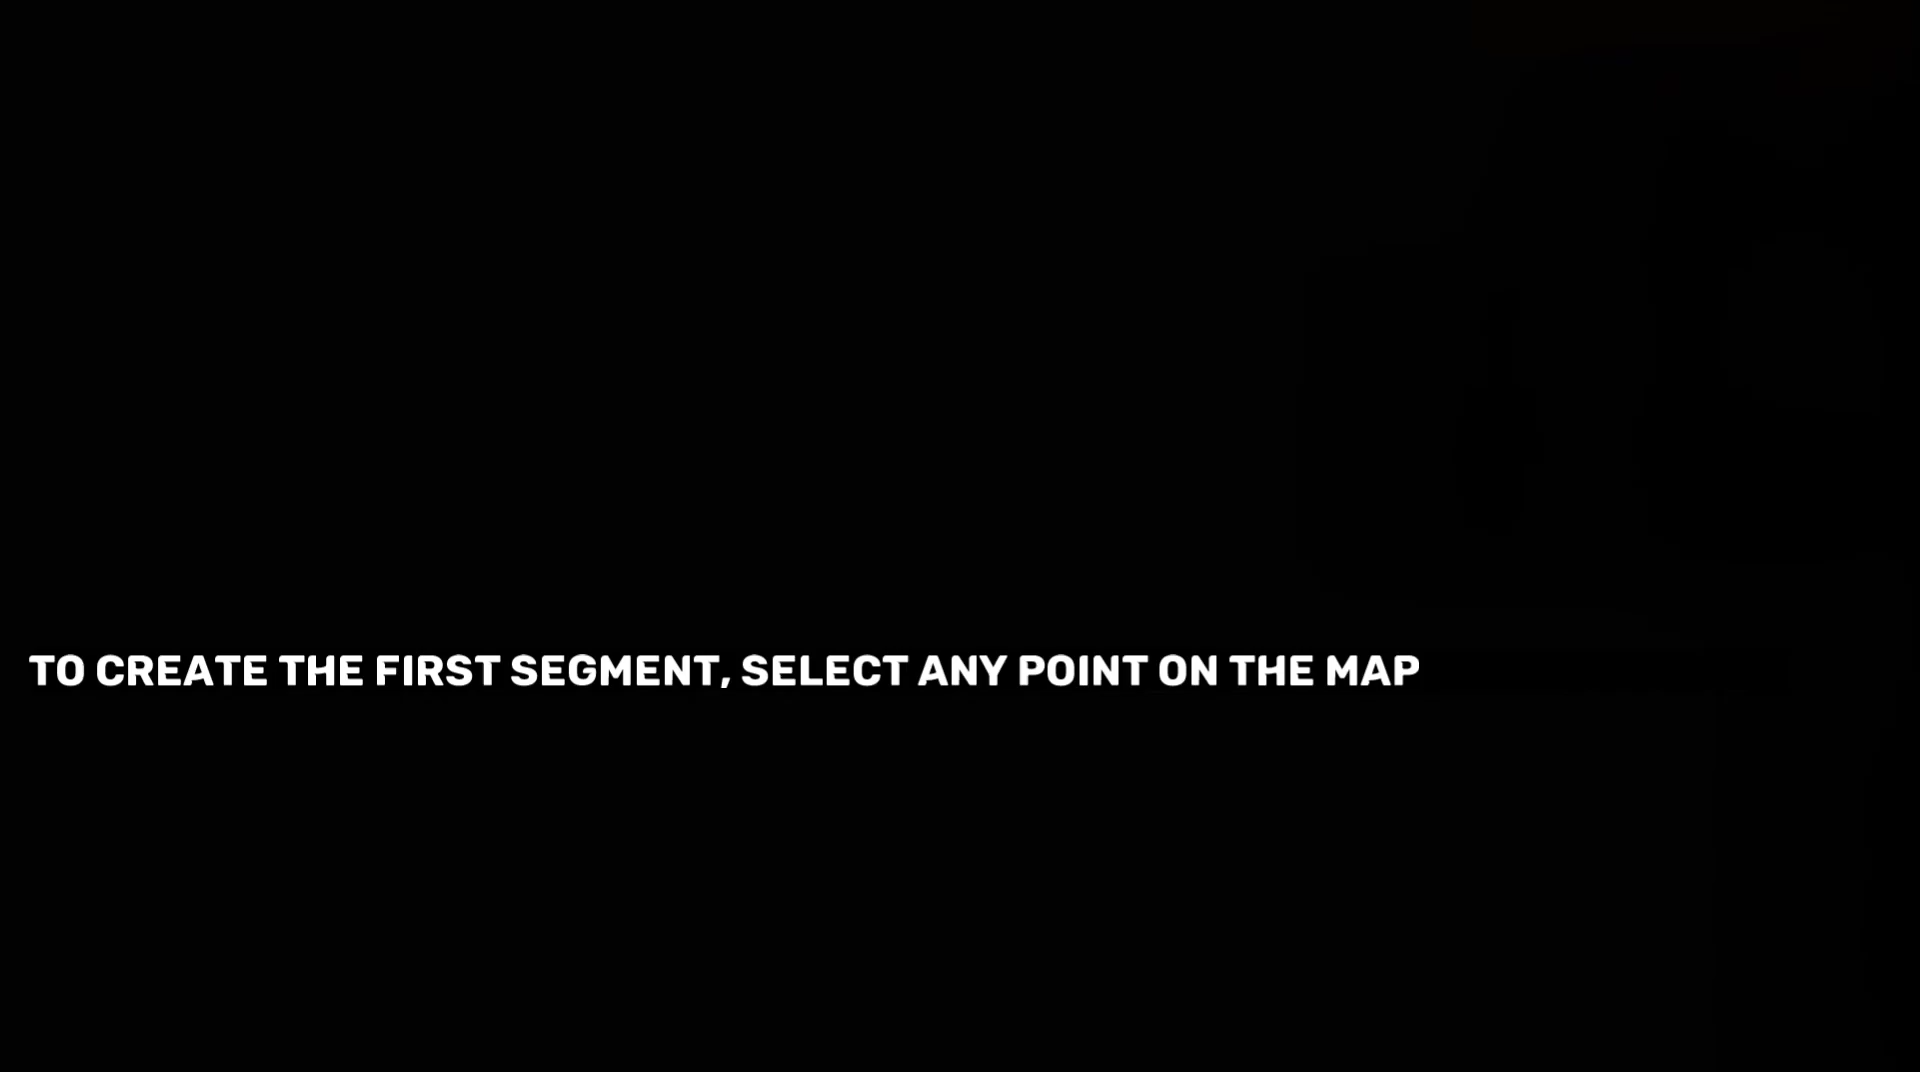 TO CREATE THE FIRST SEGMENT, SELECT ANY POINT ON THE MAP